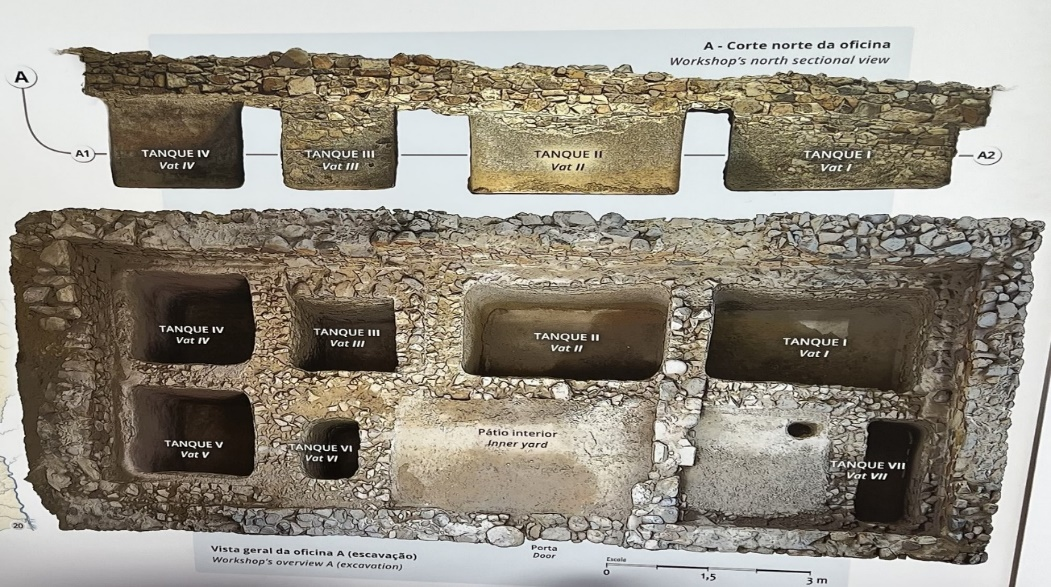 A - Corte norte da oficina
Workshop's north sectional view
A
A1
TANQUE IV
Vat IV
TANQUE III
Vat III
TANQUE II
Vat II
TANQUE I
Vat I
A2
TANQUE IV
Vat IV
TANQUE III
Vat III
TANQUE II
Vat II
TANQUE I
Vat I
TANQUE V
Vat V
TANQUE VI
Vat VI
Pátio interior
Inner yard
TANQUE VII
Vat VII
20
Vista geral da oficina A (escavação)
Workshop's overview A (excavation)
Porta
Door
Escala
0
1,5
3 m